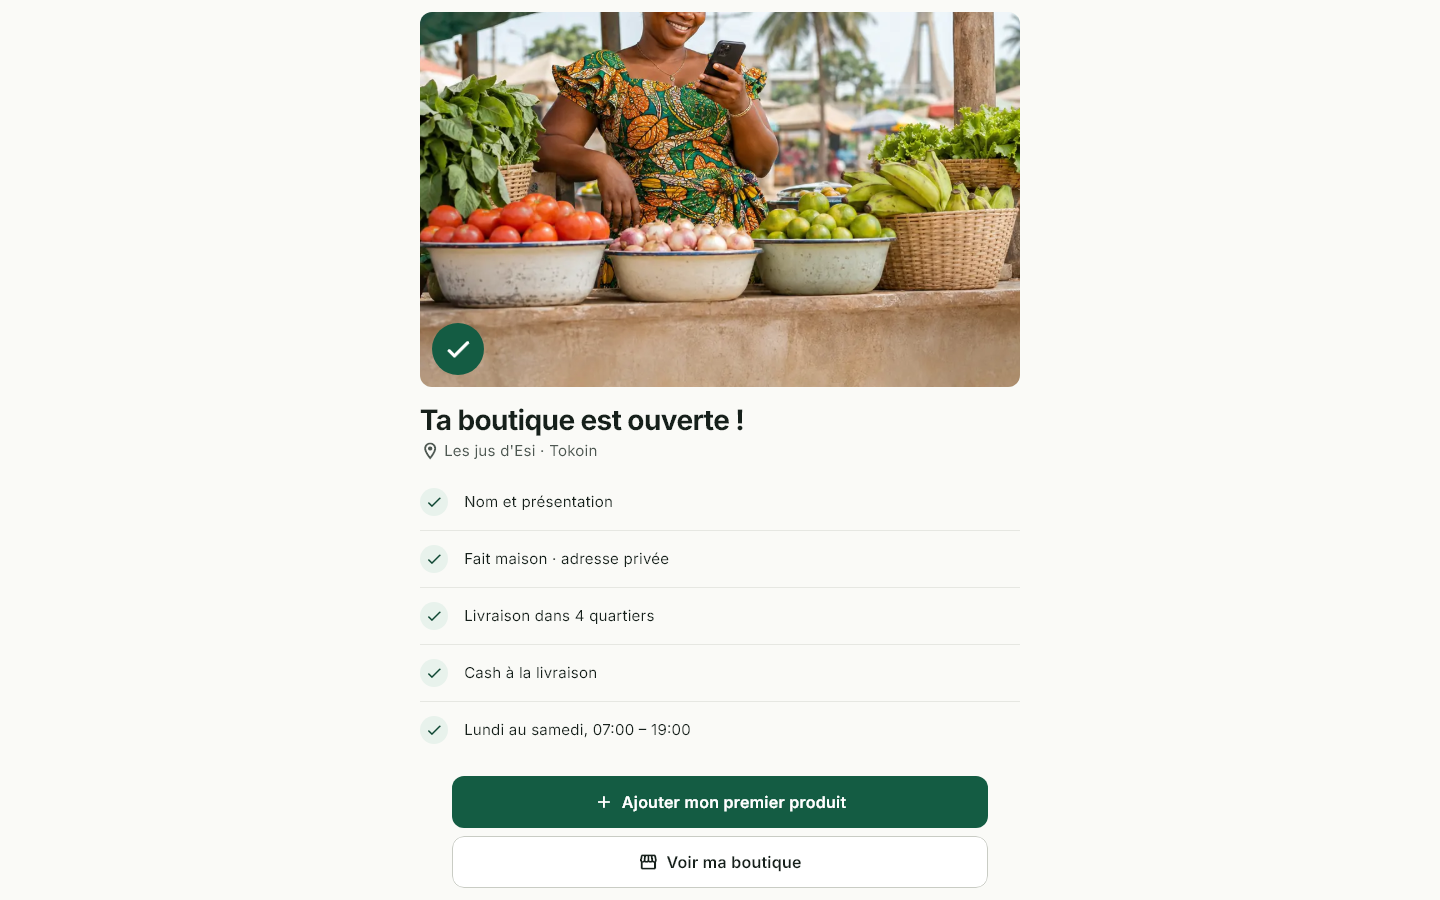 Ta boutique est ouverte !
Les jus d'Esi · Tokoin
Nom et présentation
Fait maison · adresse privée
Livraison dans 4 quartiers
Cash à la livraison
Lundi au samedi, 07:00 – 19:00
Ajouter mon premier produit
Voir ma boutique